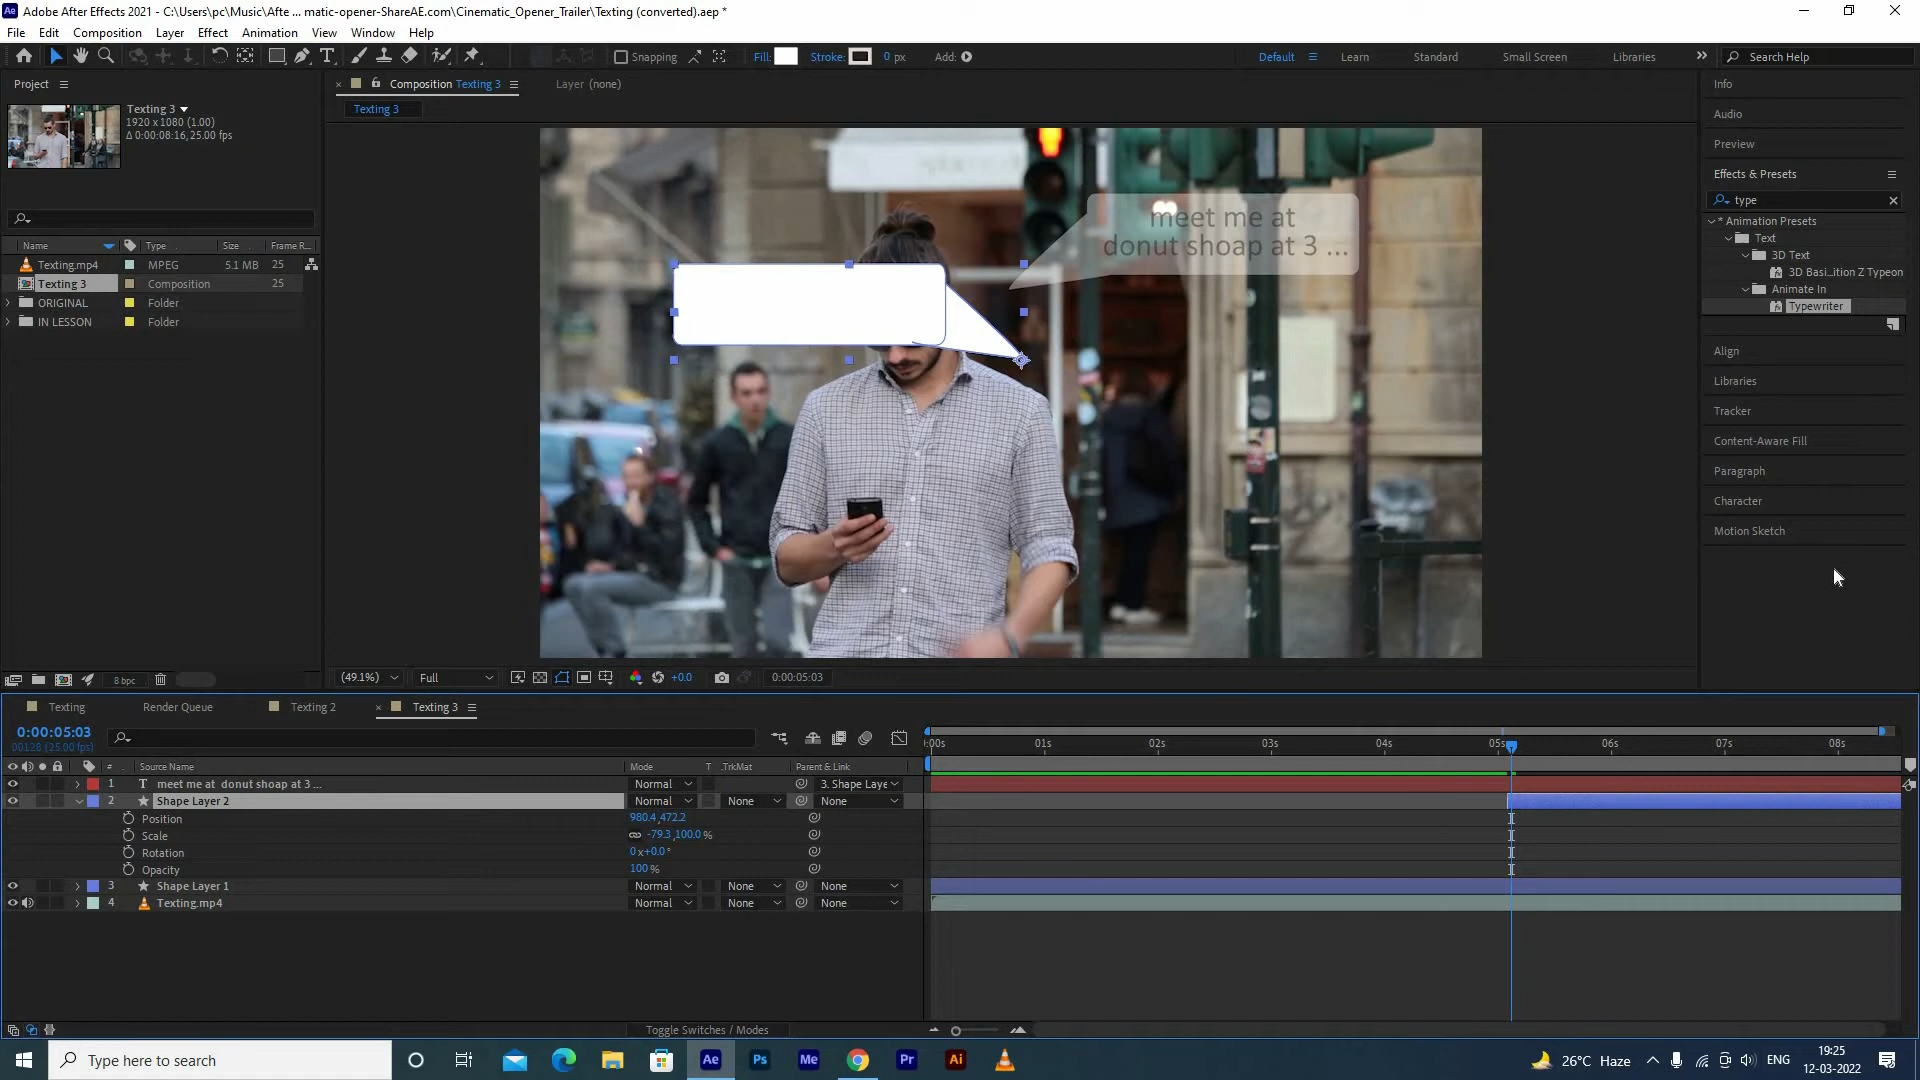 Ae Adobe After Effects 2021 - C:\Users\pc\Music\Afte ... matic-opener-ShareAE.com\Cinematic_Opener_Trailer\Texting (converted).aep *
File Edit Composition Layer Effect Animation View Window Help
Snapping Fill: Stroke: 0 px Add: Default Learn Standard Small Screen Libraries Search Help
Project Composition Texting 3 Layer (none) Info
Texting 3 Texting 3
1920 x 1080 (1.00)
Δ 0:00:08:16, 25.00 fps
Audio
Preview
Effects & Presets
type
* Animation Presets
Text
3D Text
3D Basi...ition Z Typeon
Animate In
Typewriter
Align
Libraries
Tracker
Content-Aware Fill
Paragraph
Character
Motion Sketch
Name Type Size Frame R...
Texting.mp4 MPEG 5.1 MB 25
Texting 3 Composition 25
ORIGINAL Folder
IN LESSON Folder
meet me at
donut shoap at 3 ...
8 bpc (49.1%) Full +0.0 0:00:05:03
Texting Render Queue Texting 2 Texting 3
0:00:05:03
00128 (25.00 fps)
:00s 01s 02s 03s 04s 05s 06s 07s 08s
# Source Name Mode T .TrkMat Parent & Link
1 T meet me at donut shoap at 3 ... Normal 3. Shape Laye
2 Shape Layer 2 Normal None None
Position 980.4,472.2
Scale -79.3,100.0 %
Rotation 0x+0.0°
Opacity 100 %
3 Shape Layer 1 Normal None None
4 Texting.mp4 Normal None None
Toggle Switches / Modes
Type here to search Ae Ps Me Pr Ai 26°C Haze ENG 19:25
12-03-2022